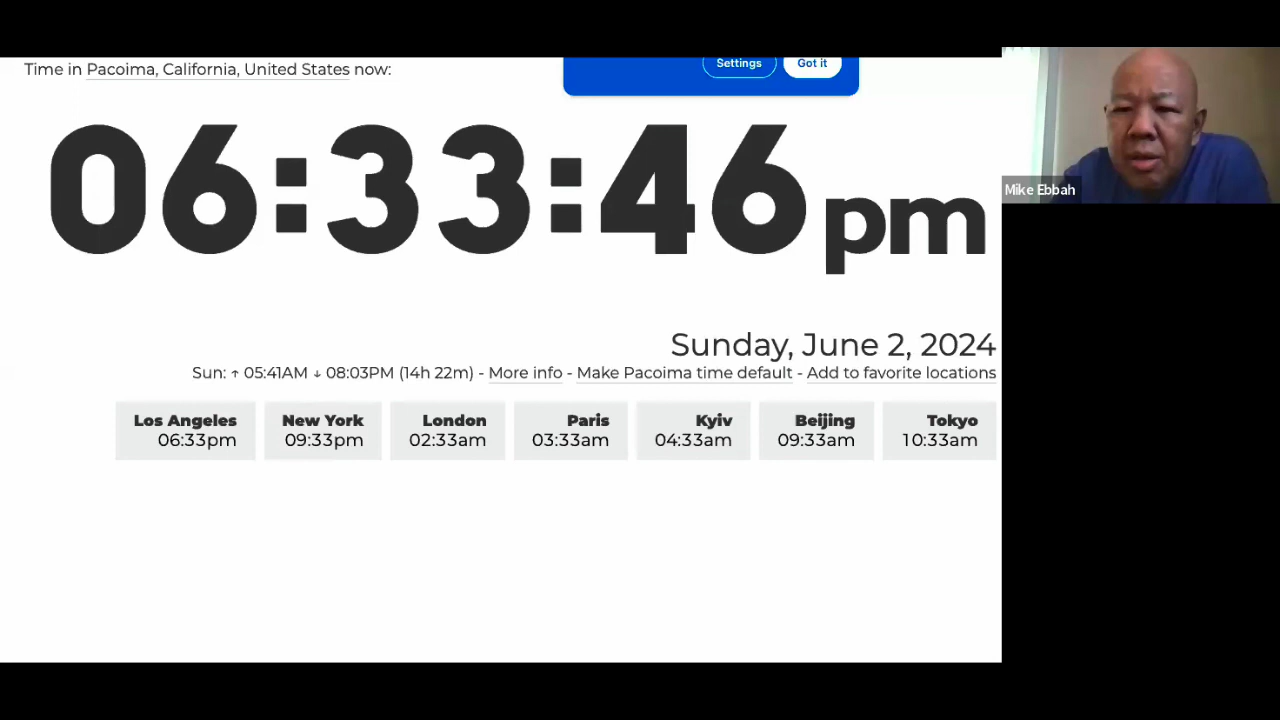 Time in Pacoima, California, United States now:
Settings
Got it
06:33:46 pm
Sunday, June 2, 2024
Sun: ↑ 05:41AM ↓ 08:03PM (14h 22m) - More info - Make Pacoima time default - Add to favorite locations
Los Angeles
06:33pm
New York
09:33pm
London
02:33am
Paris
03:33am
Kyiv
04:33am
Beijing
09:33am
Tokyo
10:33am
Mike Ebbah